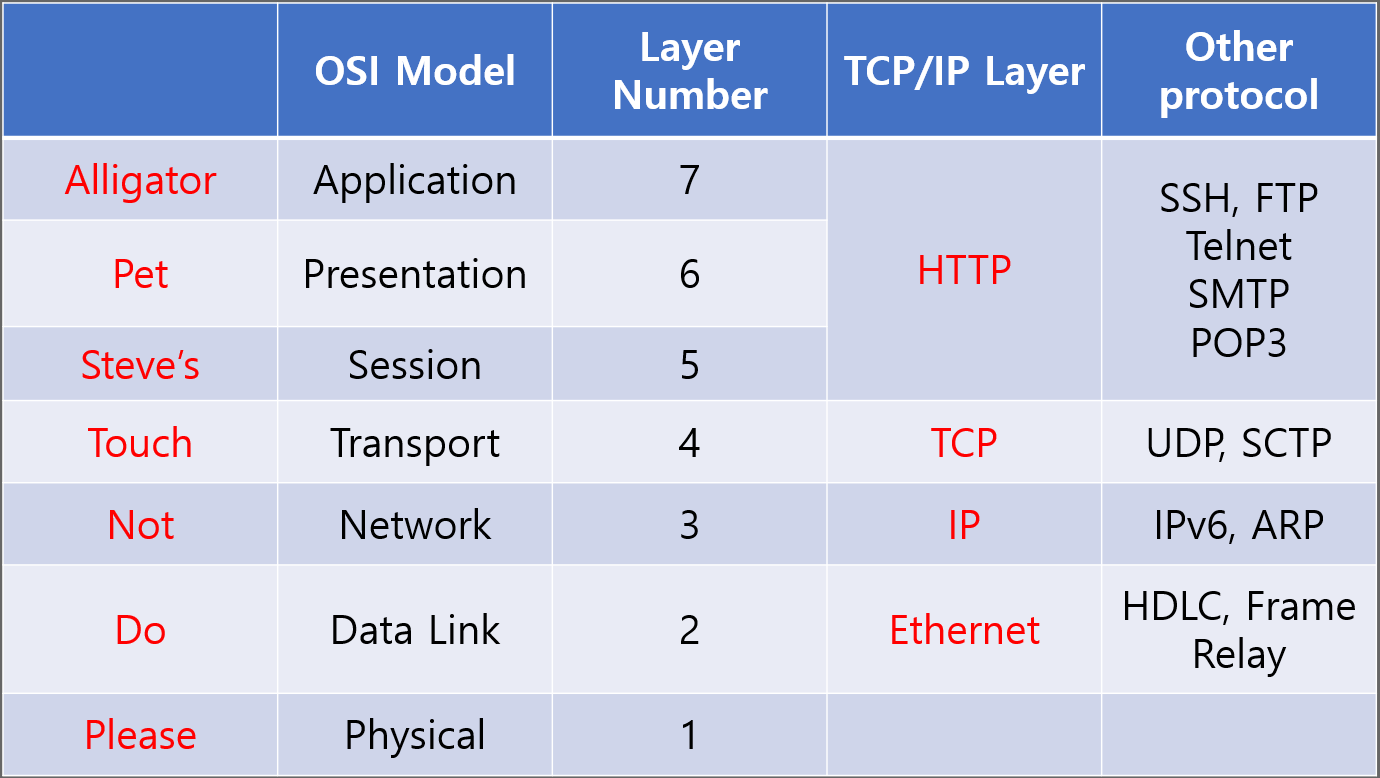 OSI Model
Layer
Number
TCP/IP Layer
Other
protocol
Alligator
Application
7
HTTP
SSH, FTP
Telnet
SMTP
POP3
Pet
Presentation
6
Steve’s
Session
5
Touch
Transport
4
TCP
UDP, SCTP
Not
Network
3
IP
IPv6, ARP
Do
Data Link
2
Ethernet
HDLC, Frame
Relay
Please
Physical
1